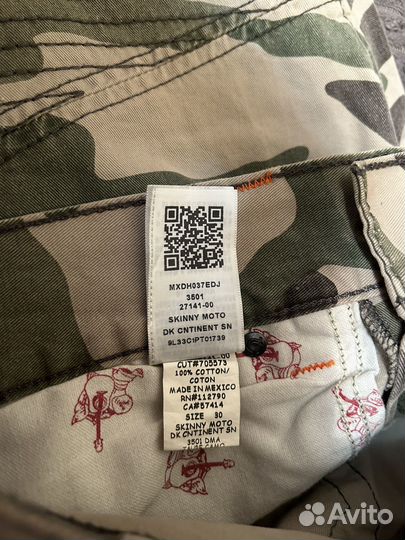 MXDH037EDJ
3501
27141-00
SKINNY MOTO
DK CNTINENT SN
9L33C1PT01739
CUT#705573
100% COTTON/
COTON
MADE IN MEXICO
RN#112790
CA#57414
SIZE 30
SKINNY MOTO
DK CNTINENT SN
3501 DMA
Avito